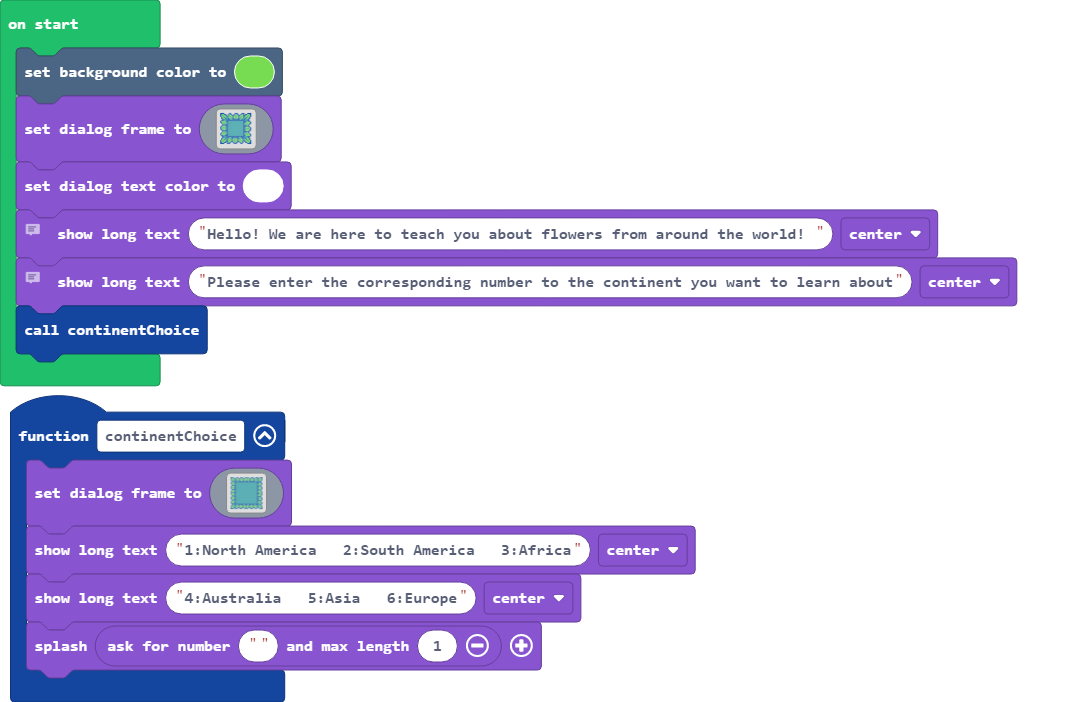 on start
set background color to
set dialog frame to
set dialog text color to
show long text "Hello! We are here to teach you about flowers from around the world! " center
show long text "Please enter the corresponding number to the continent you want to learn about" center
call continentChoice
function continentChoice
set dialog frame to
show long text "1:North America   2:South America   3:Africa" center
show long text "4:Australia   5:Asia   6:Europe" center
splash ask for number "" and max length 1